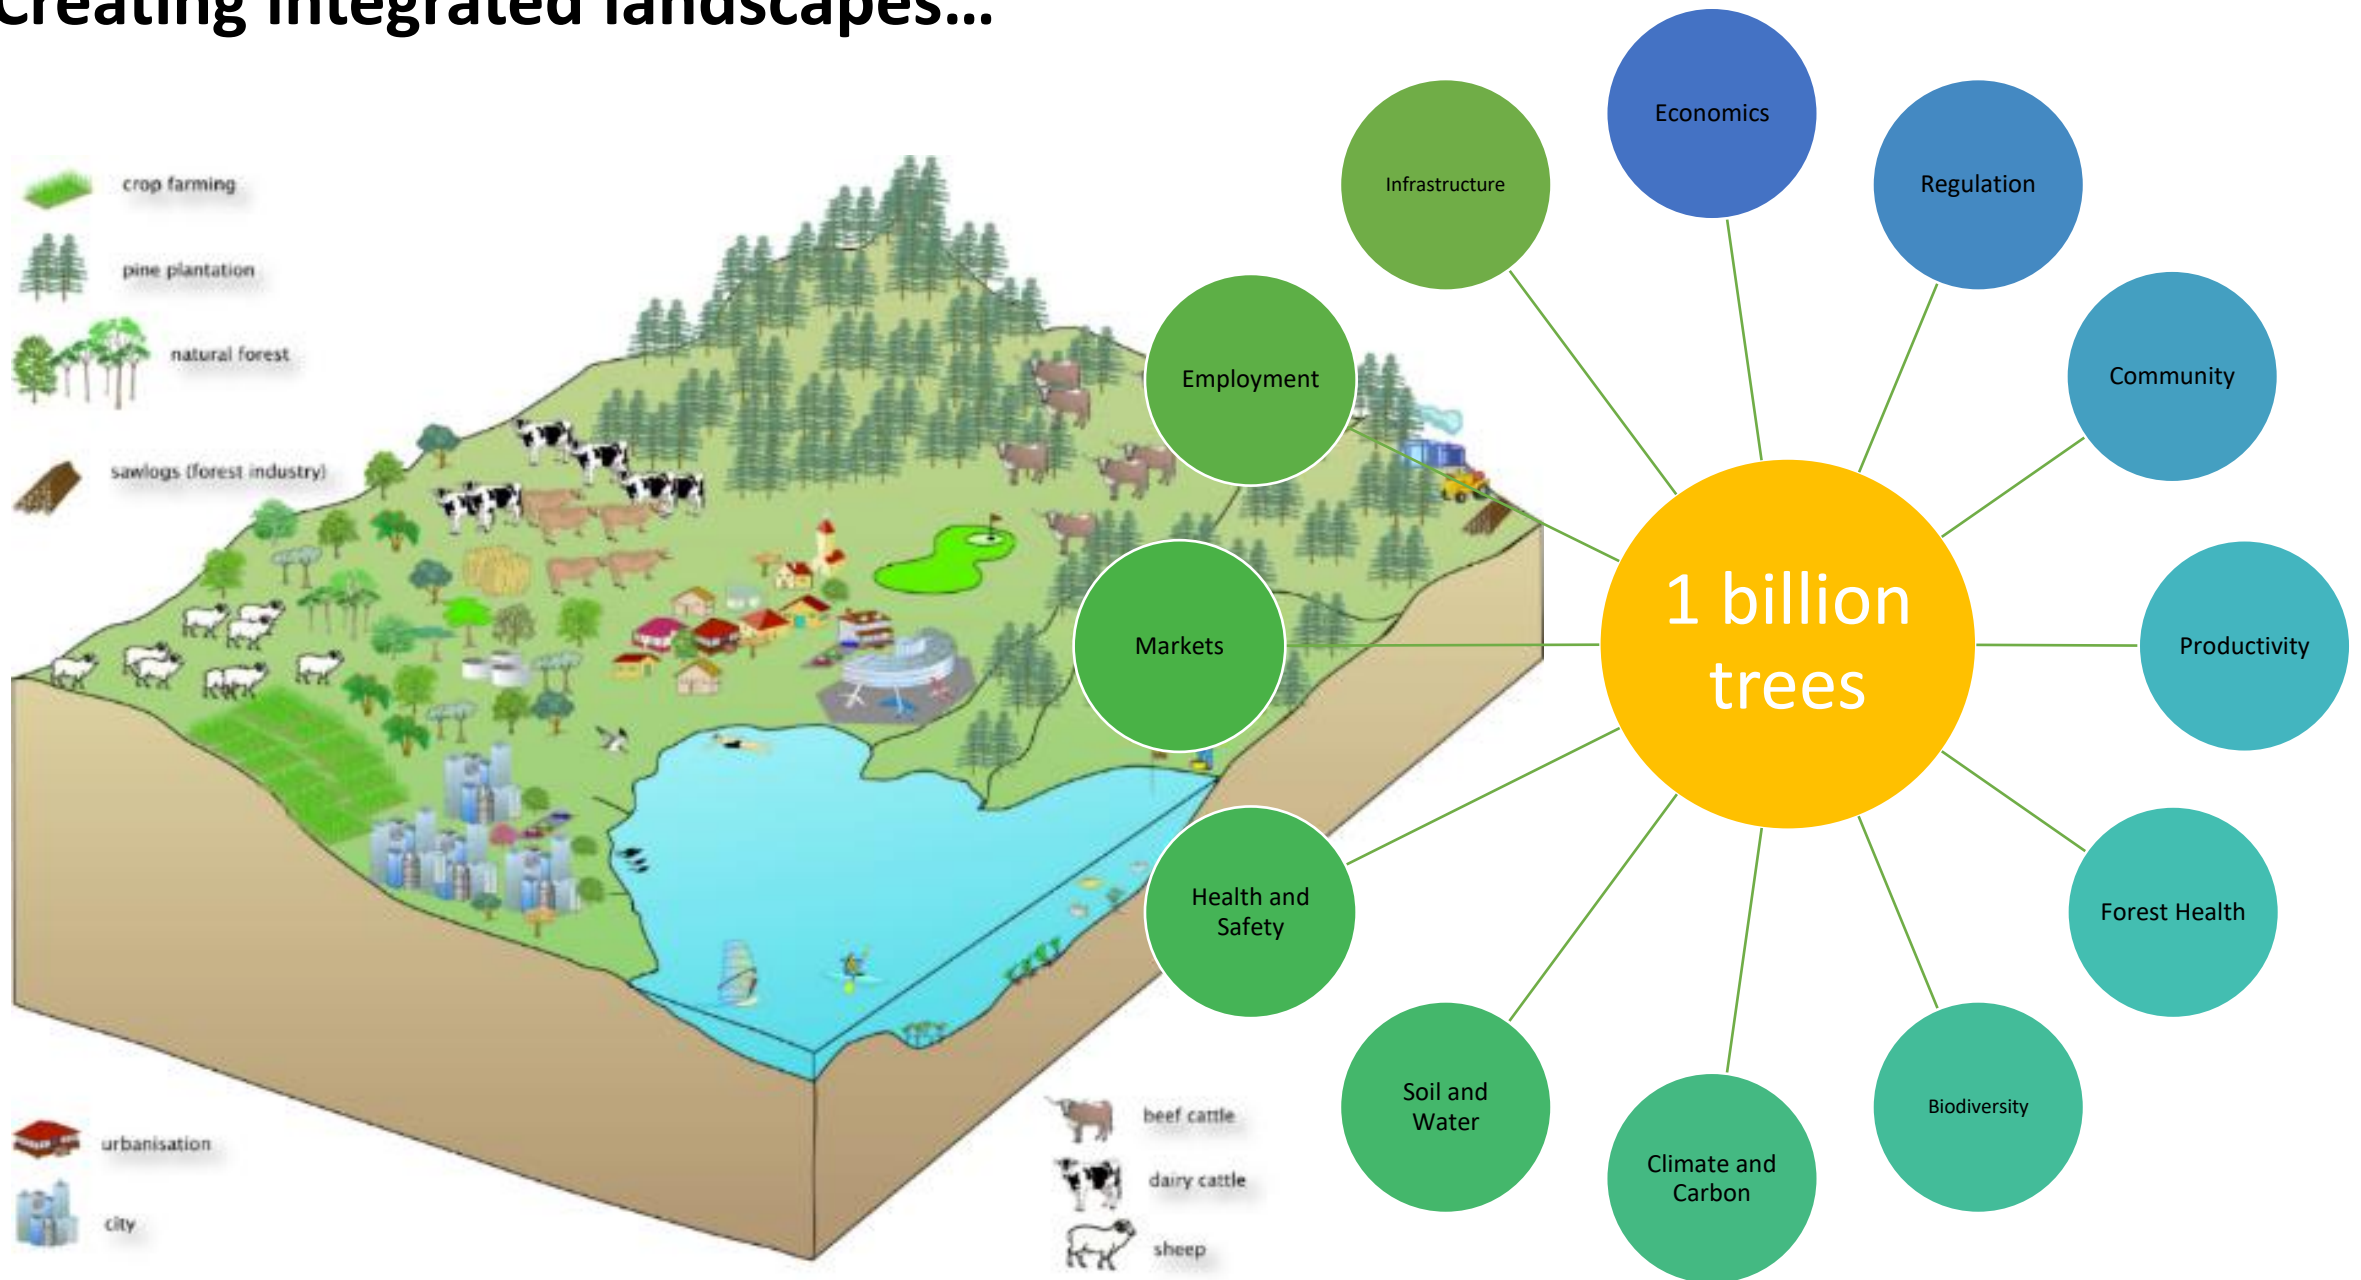 Creating integrated landscapes...
crop farming
pine plantation
natural forest
sawlogs (forest industry)
urbanisation
city
beef cattle
dairy cattle
sheep
1 billion
trees
Economics
Regulation
Community
Productivity
Forest Health
Biodiversity
Climate and
Carbon
Soil and
Water
Health and
Safety
Markets
Employment
Infrastructure